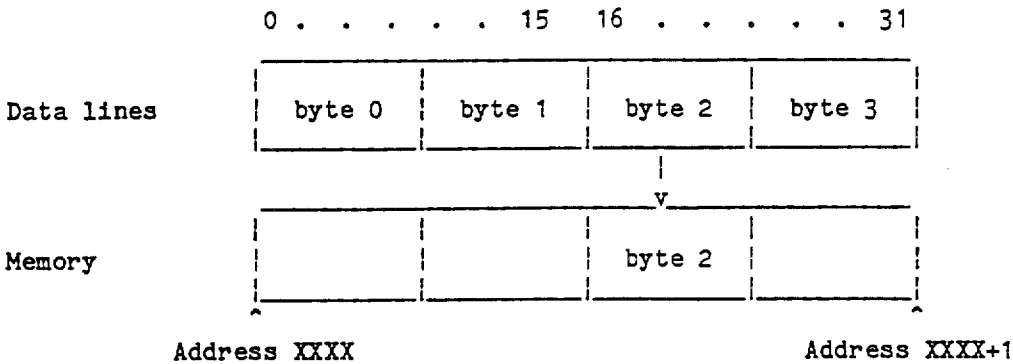 0 . . . . . 15 16 . . . . . . 31
Data lines byte 0 byte 1 byte 2 byte 3
v
Memory byte 2
Address XXXX Address XXXX+1